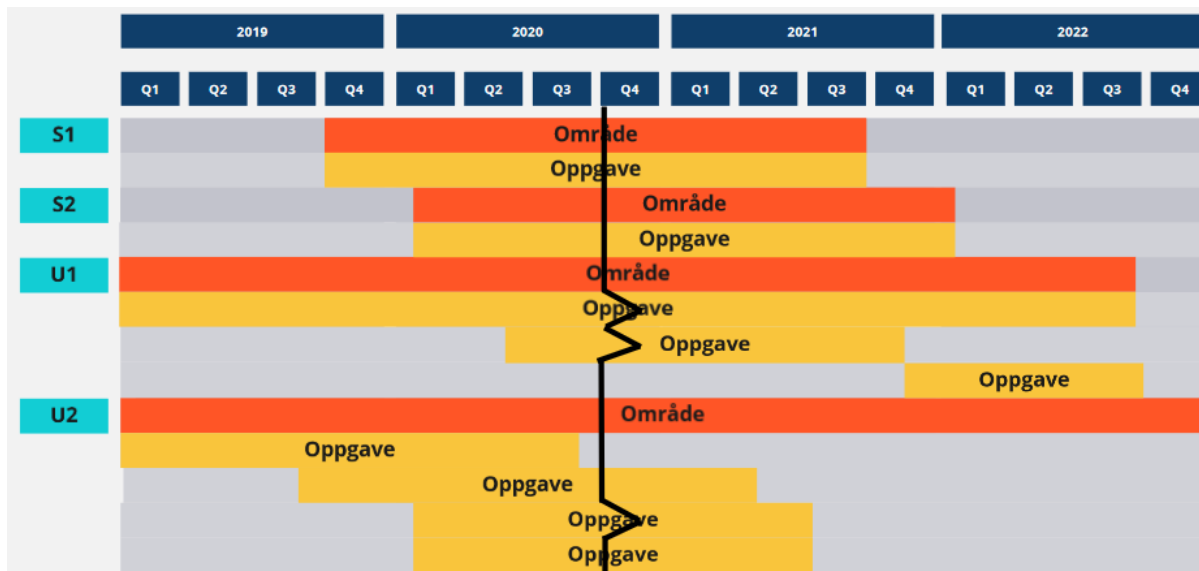 2019 2020 2021 2022
Q1 Q2 Q3 Q4 Q1 Q2 Q3 Q4 Q1 Q2 Q3 Q4 Q1 Q2 Q3 Q4
S1 Område
Oppgave
S2 Område
Oppgave
U1 Område
Oppgave
Oppgave
Oppgave
U2 Område
Oppgave
Oppgave
Oppgave
Oppgave